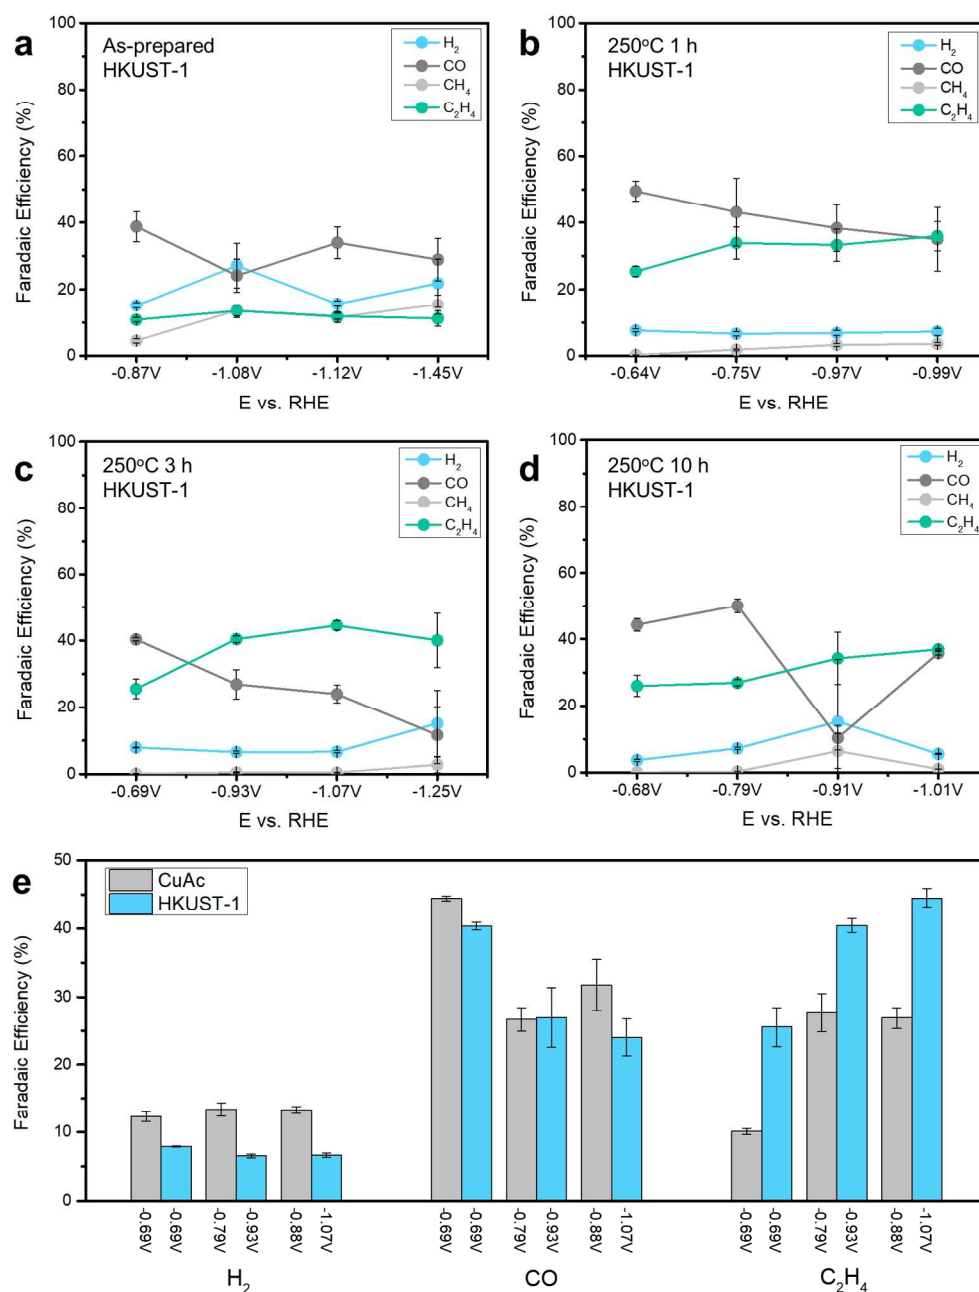 a
As-prepared
HKUST-1
H₂
CO
CH₄
C₂H₄
100
80
60
40
20
0
Faradaic Efficiency (%)
-0.87V -1.08V -1.12V -1.45V
E vs. RHE
b
250°C 1 h
HKUST-1
H₂
CO
CH₄
C₂H₄
100
80
60
40
20
0
Faradaic Efficiency (%)
-0.64V -0.75V -0.97V -0.99V
E vs. RHE
c
250°C 3 h
HKUST-1
H₂
CO
CH₄
C₂H₄
100
80
60
40
20
0
Faradaic Efficiency (%)
-0.69V -0.93V -1.07V -1.25V
E vs. RHE
d
250°C 10 h
HKUST-1
H₂
CO
CH₄
C₂H₄
100
80
60
40
20
0
Faradaic Efficiency (%)
-0.68V -0.79V -0.91V -1.01V
E vs. RHE
e
CuAc
HKUST-1
50
40
30
20
10
0
Faradaic Efficiency (%)
-0.69V -0.69V -0.79V -0.93V -0.88V -1.07V
-0.69V -0.69V -0.79V -0.93V -0.88V -1.07V
-0.69V -0.69V -0.79V -0.93V -0.88V -1.07V
H₂ CO C₂H₄